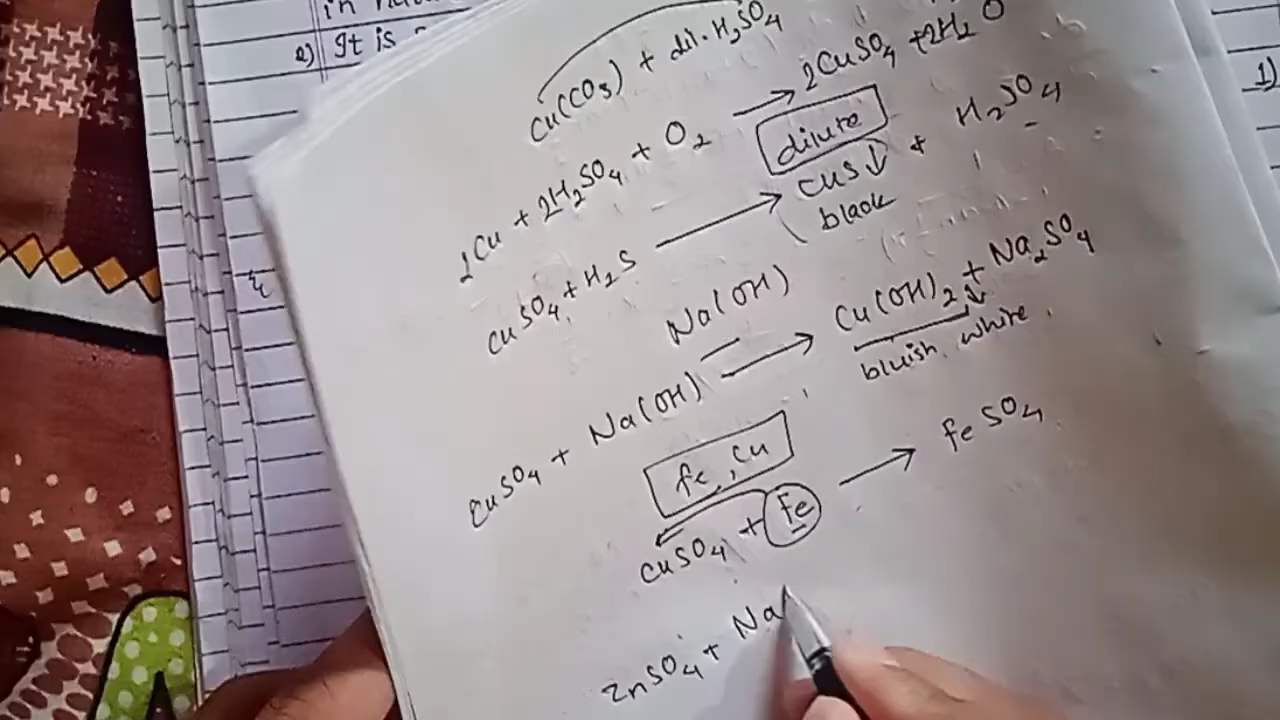 in
2) It is
1)
Cu(CO3) + dil. H2SO4
2Cu + 2H2SO4 + O2 → 2CuSO4 + 2H2O
dilute
CuSO4 + H2S → CuS↓ + H2SO4
black
Na(OH)
CuSO4 + Na(OH) → Cu(OH)2↓ + Na2SO4
bluish white
fe, Cu
CuSO4 + fe → feSO4
ZnSO4 + Na